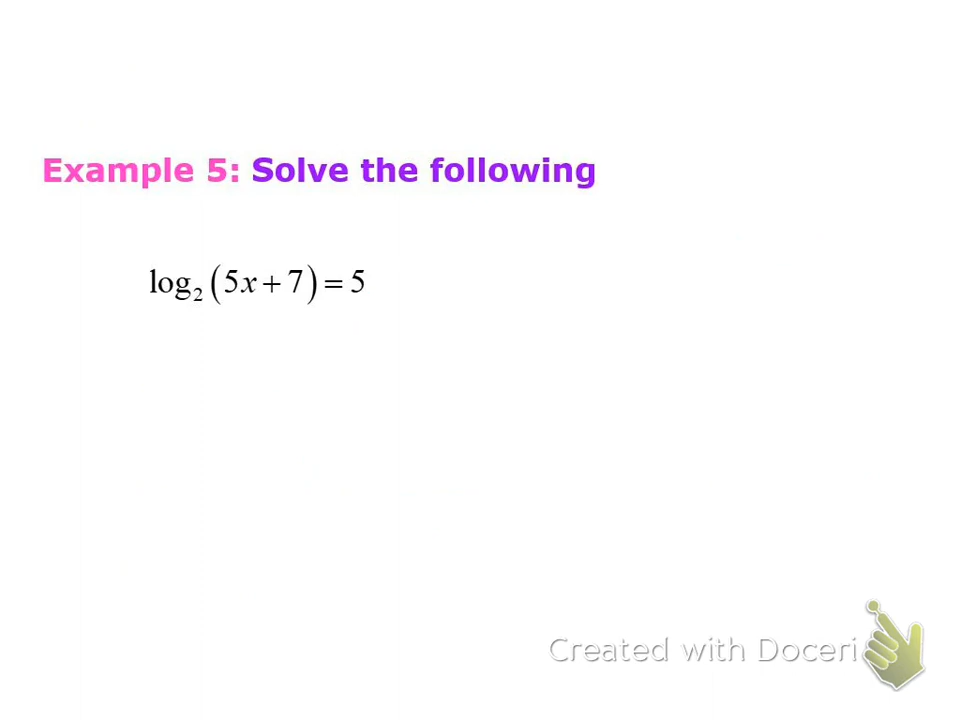 Example 5: Solve the following
log₂(5x + 7) = 5
Created with Doceri